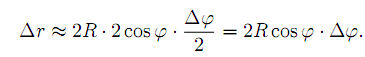 Δr ≈ 2R · 2 cos φ · Δφ/2 = 2R cos φ · Δφ.